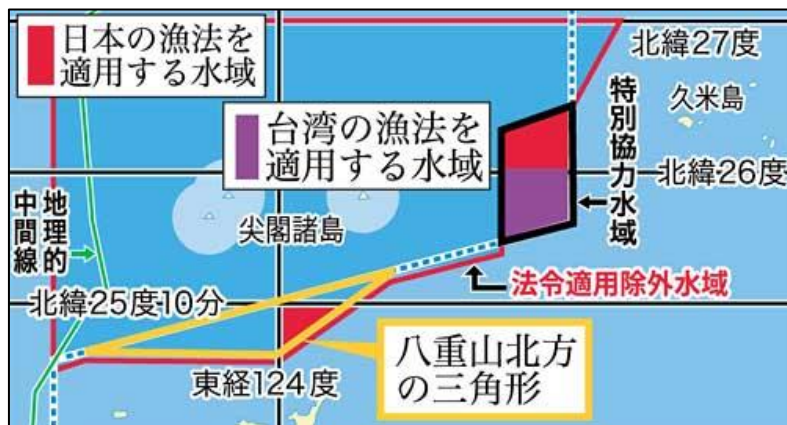 日本の漁法を
適用する水域
北緯27度
台湾の漁法を
適用する水域
特別協力水域
久米島
北緯26度
地理的
中間線
尖閣諸島
法令適用除外水域
北緯25度10分
八重山北方
の三角形
東経124度